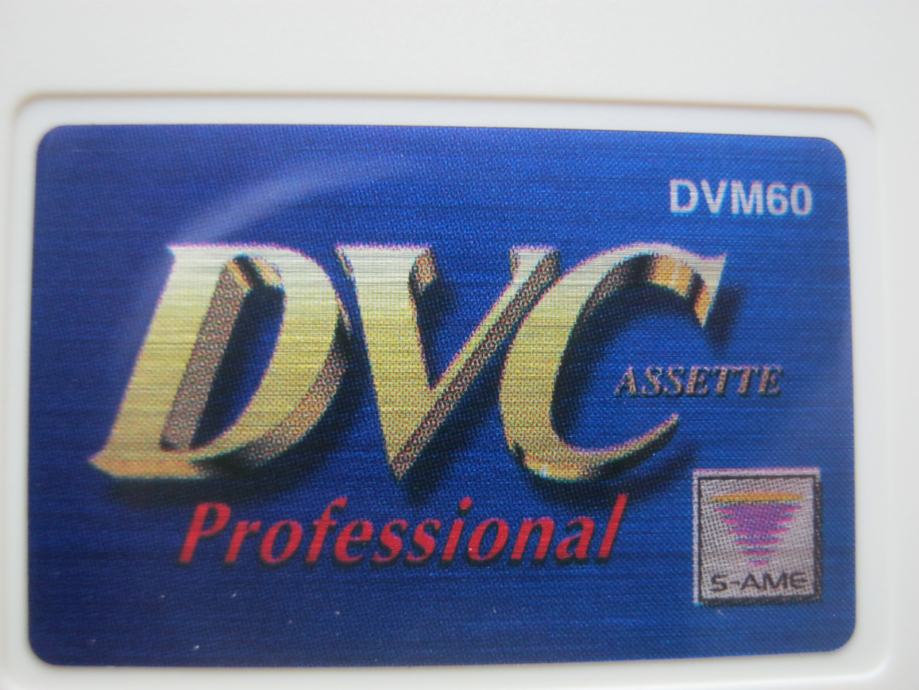 DVM60
DVC
ASSETTE
Professional
S-AME